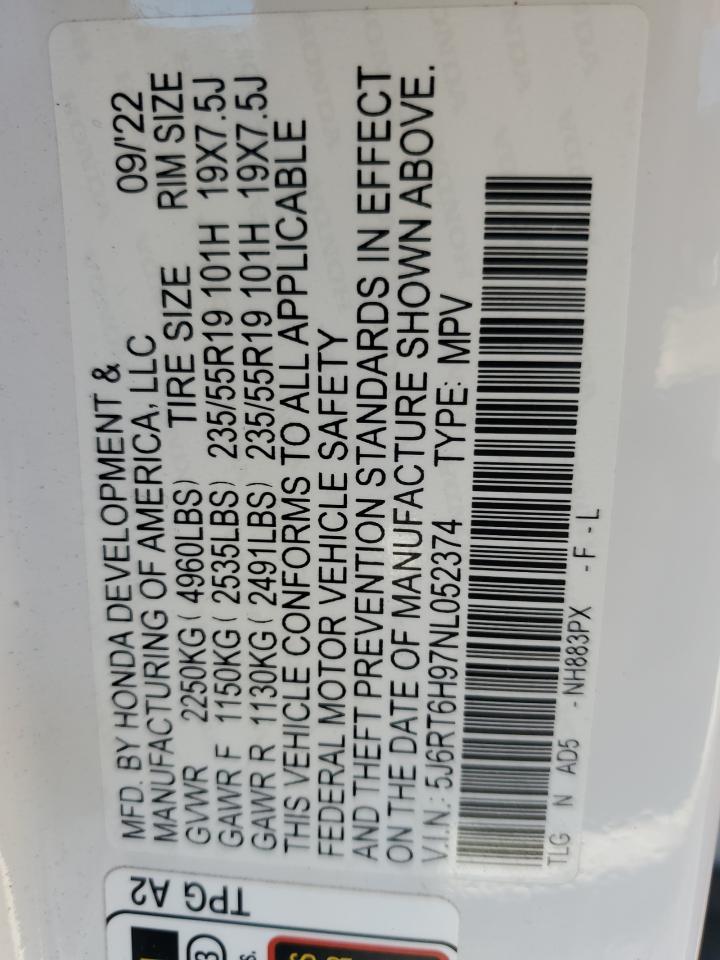 MFD. BY HONDA DEVELOPMENT & 09/'22
MANUFACTURING OF AMERICA, LLC
TIRE SIZE RIM SIZE
GVWR 2250KG ( 4960LBS)
GAWR F 1150KG ( 2535LBS) 235/55R19 101H 19X7.5J
GAWR R 1130KG ( 2491LBS) 235/55R19 101H 19X7.5J
THIS VEHICLE CONFORMS TO ALL APPLICABLE
FEDERAL MOTOR VEHICLE SAFETY
AND THEFT PREVENTION STANDARDS IN EFFECT
ON THE DATE OF MANUFACTURE SHOWN ABOVE.
V.I.N.: 5J6RT6H97NL052374 TYPE: MPV
TLG N AD5 -NH883PX -F -L
TPG A2